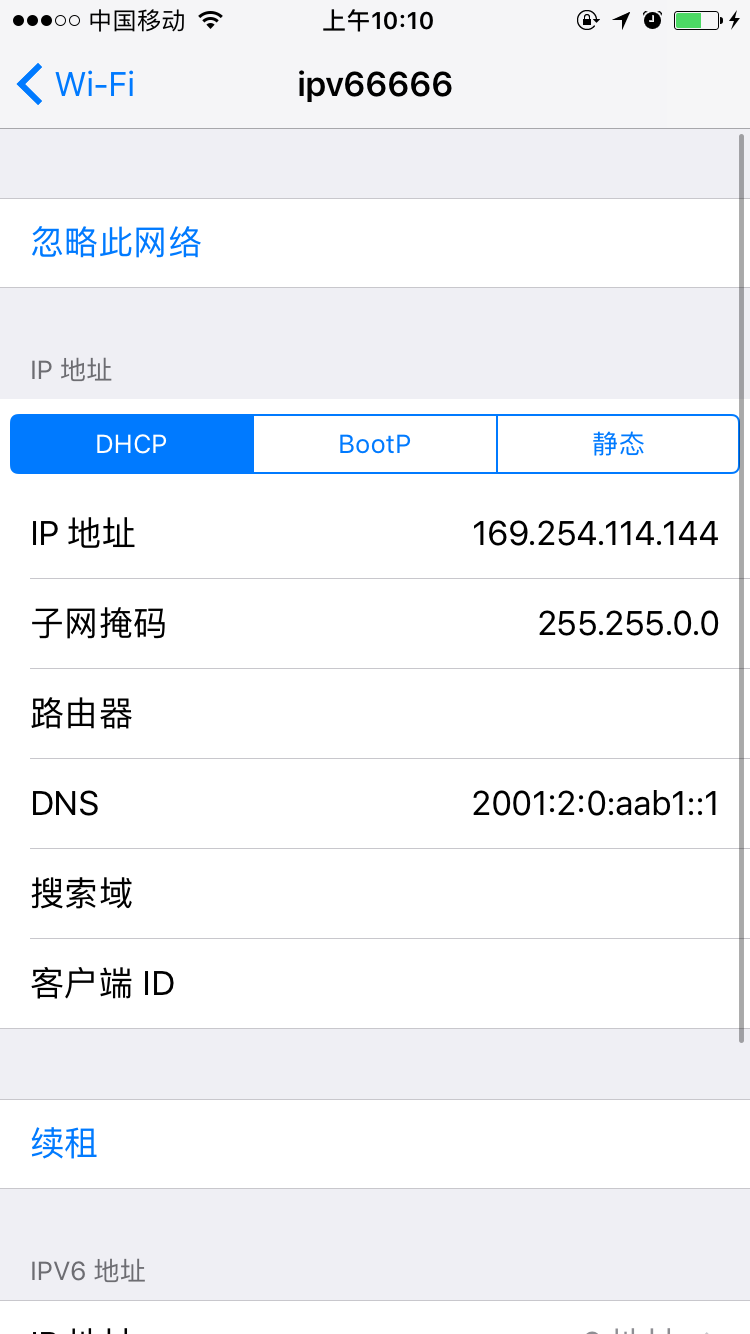 中国移动 上午10:10
Wi-Fi ipv66666
忽略此网络
IP 地址
DHCP BootP 静态
IP 地址 169.254.114.144
子网掩码 255.255.0.0
路由器
DNS 2001:2:0:aab1::1
搜索域
客户端 ID
续租
IPV6 地址